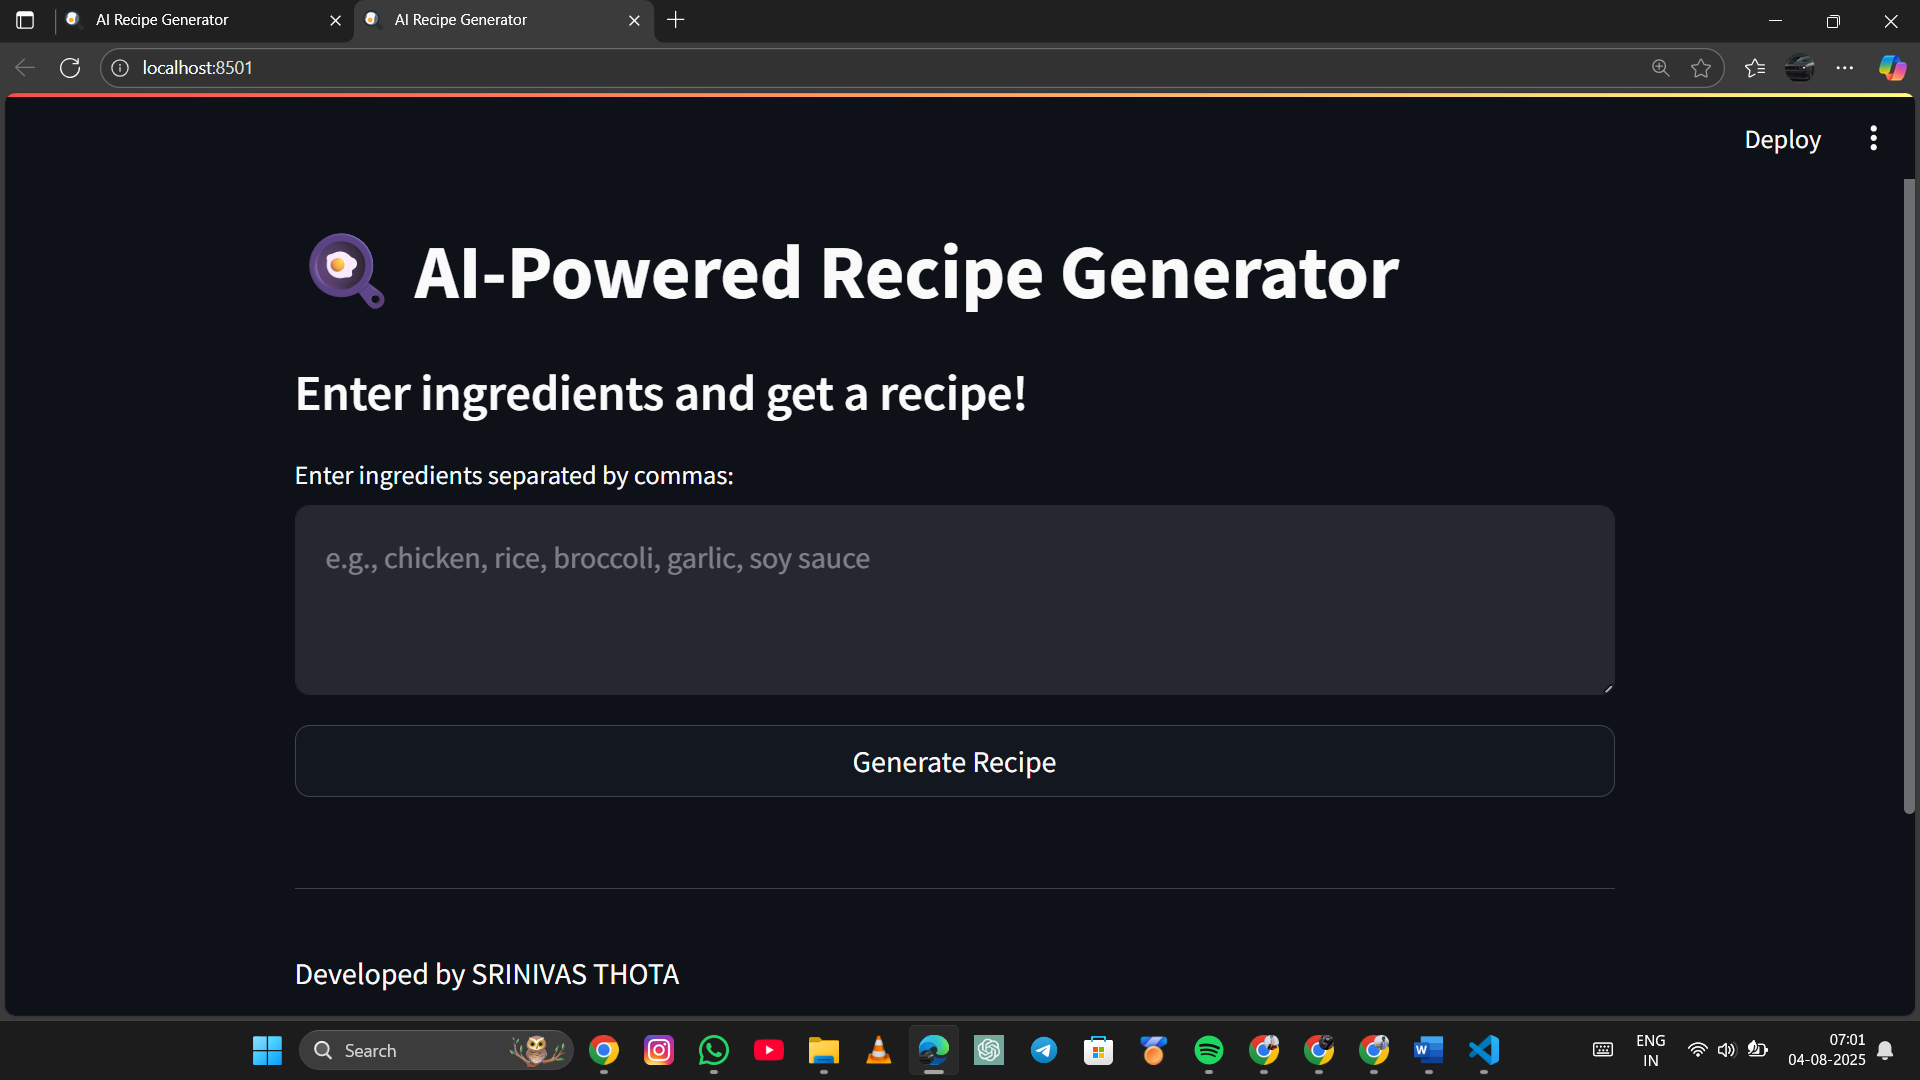 AI Recipe Generator
AI Recipe Generator
localhost:8501
Deploy
AI-Powered Recipe Generator
Enter ingredients and get a recipe!
Enter ingredients separated by commas:
e.g., chicken, rice, broccoli, garlic, soy sauce
Generate Recipe
Developed by SRINIVAS THOTA
Search
ENG
IN
07:01
04-08-2025